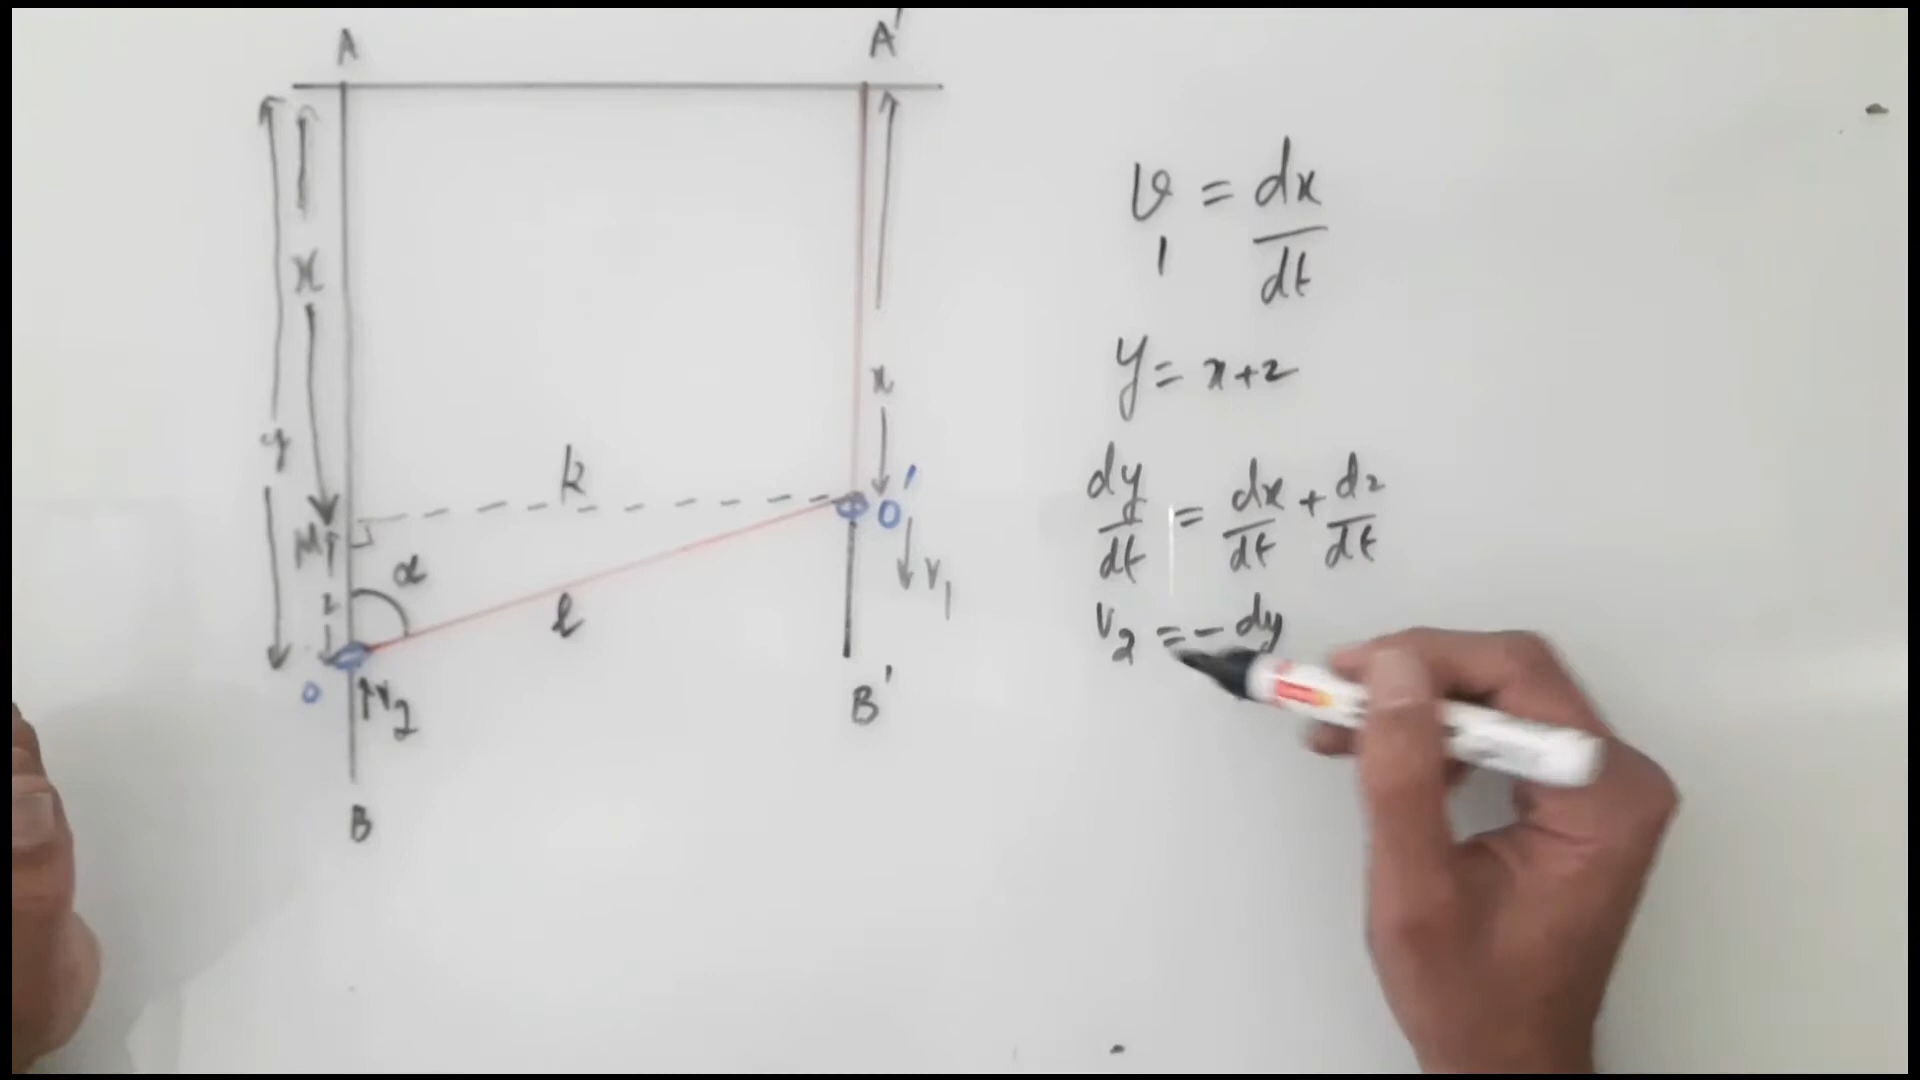 A A'
x
y
x
k
M
O'
α
z
l
v₁
O
v₂
B'
B
v₁ = dx/dt
y = x+z
dy/dt = dx/dt + dz/dt
v₂ = - dy